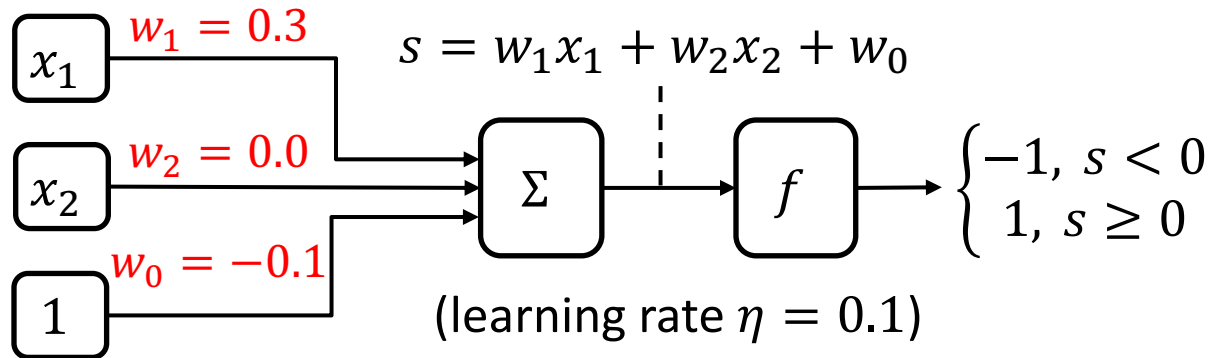 w₁ = 0.3
x₁
s = w₁x₁ + w₂x₂ + w₀
w₂ = 0.0
x₂
Σ
f
−1, s < 0
1, s ≥ 0
w₀ = −0.1
1
(learning rate η = 0.1)